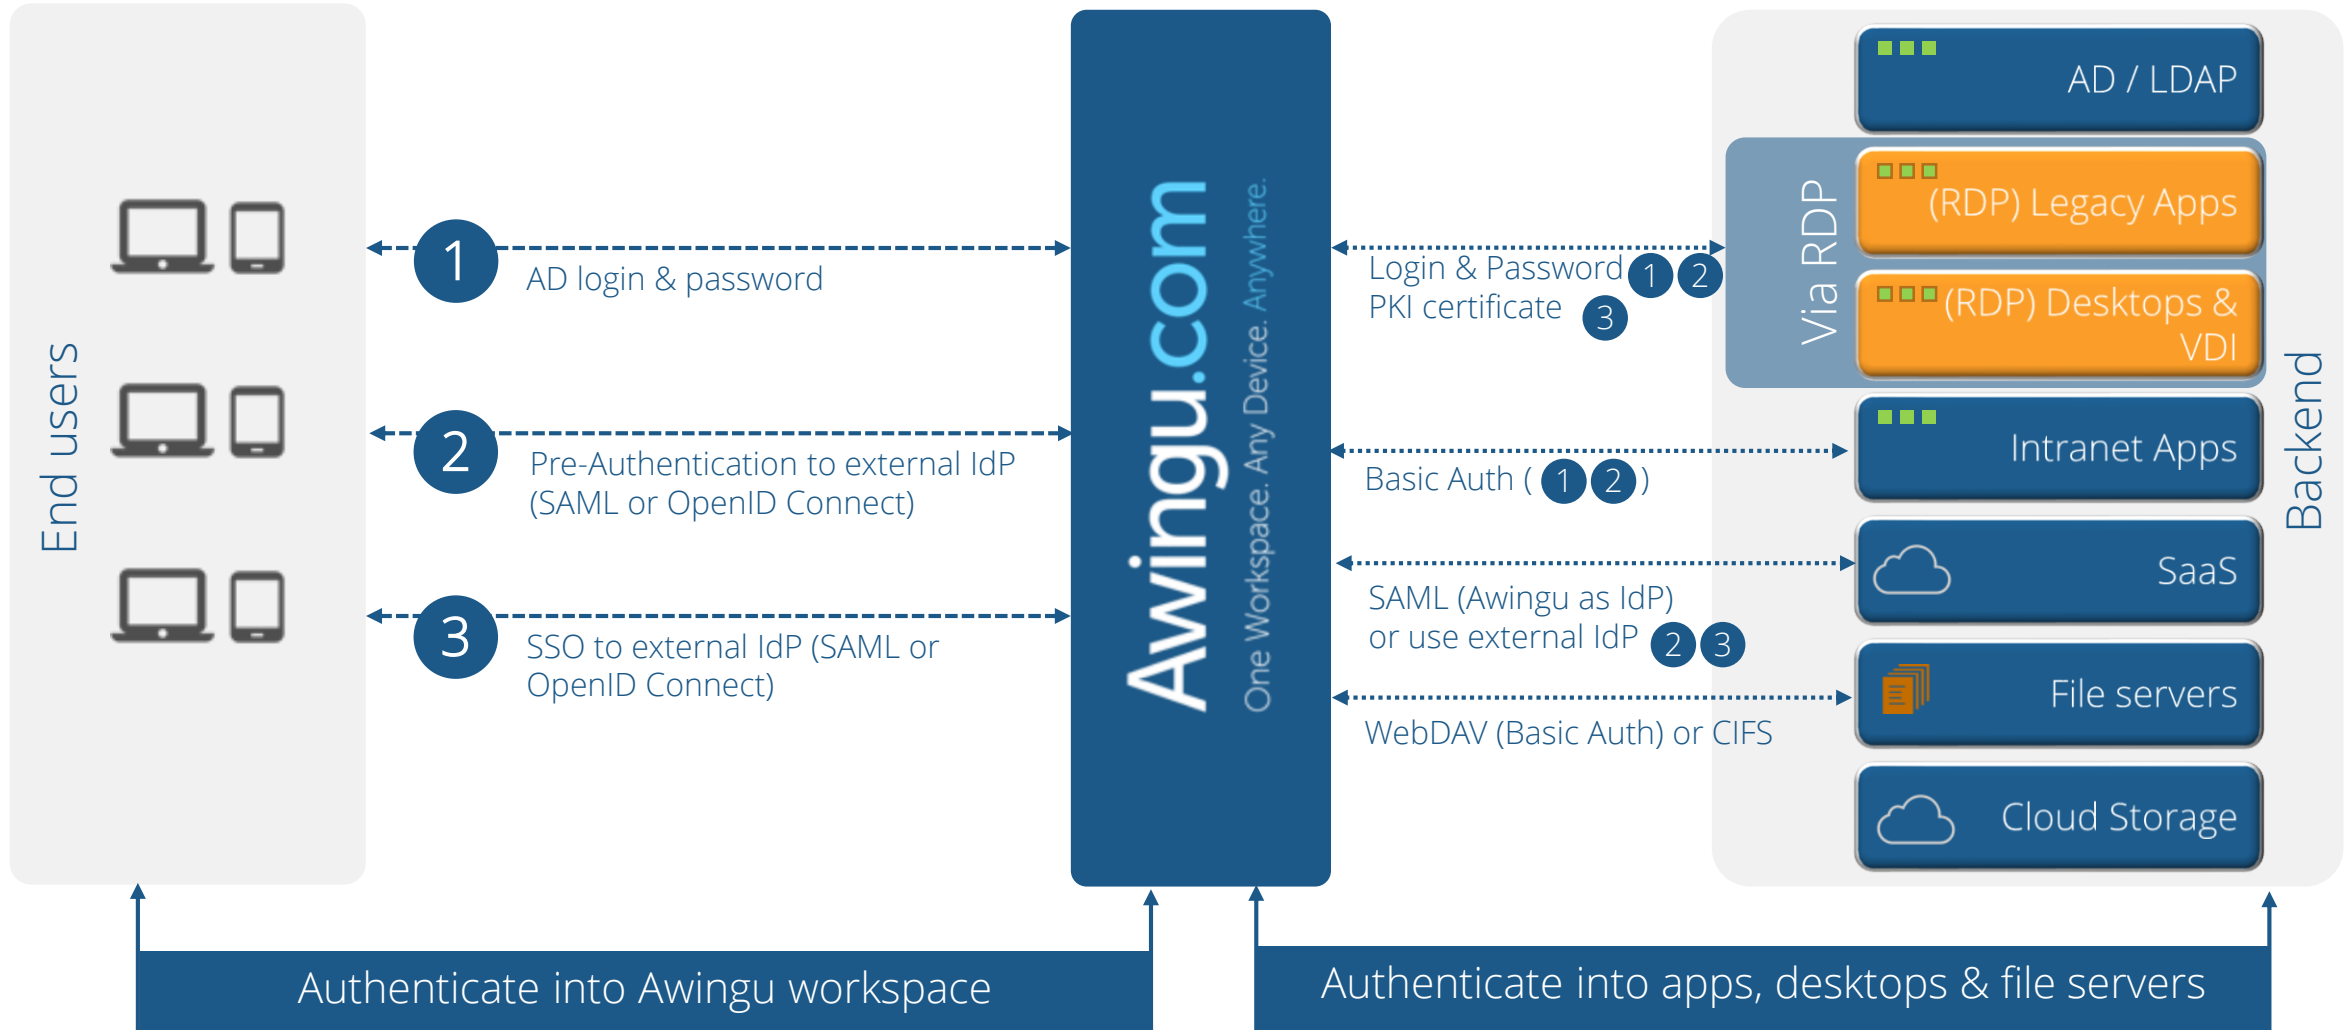 End users
1
AD login & password
2
Pre-Authentication to external IdP
(SAML or OpenID Connect)
3
SSO to external IdP (SAML or
OpenID Connect)
Awingu.com
One Workspace. Any Device. Anywhere.
Login & Password 1 2
PKI certificate 3
Basic Auth ( 1 2 )
SAML (Awingu as IdP)
or use external IdP 2 3
WebDAV (Basic Auth) or CIFS
Via RDP
AD / LDAP
(RDP) Legacy Apps
(RDP) Desktops &
VDI
Intranet Apps
SaaS
File servers
Cloud Storage
Backend
Authenticate into Awingu workspace
Authenticate into apps, desktops & file servers